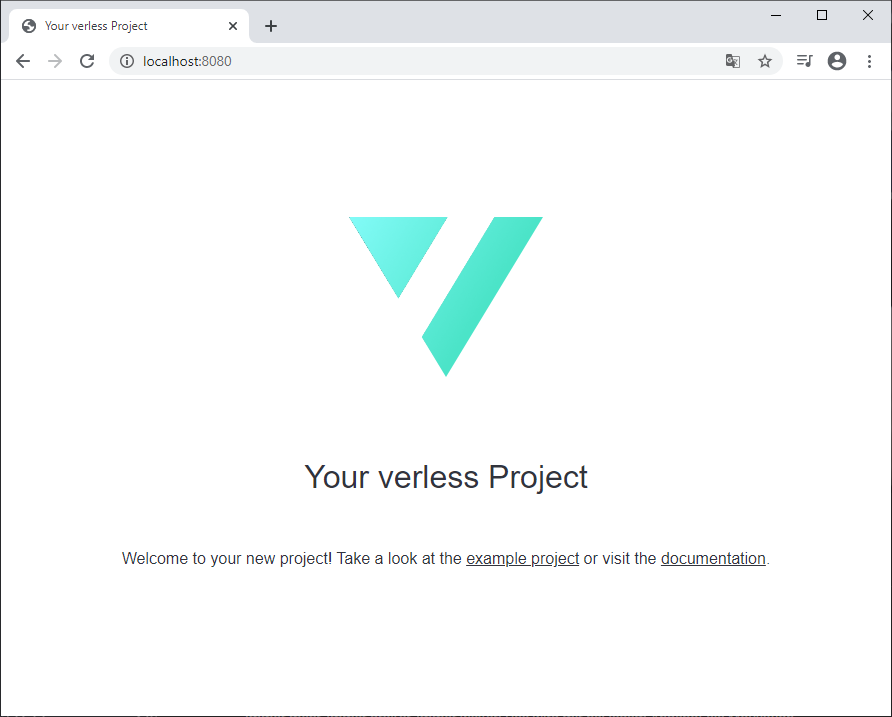 Your verless Project
localhost:8080
Your verless Project
Welcome to your new project! Take a look at the example project or visit the documentation.